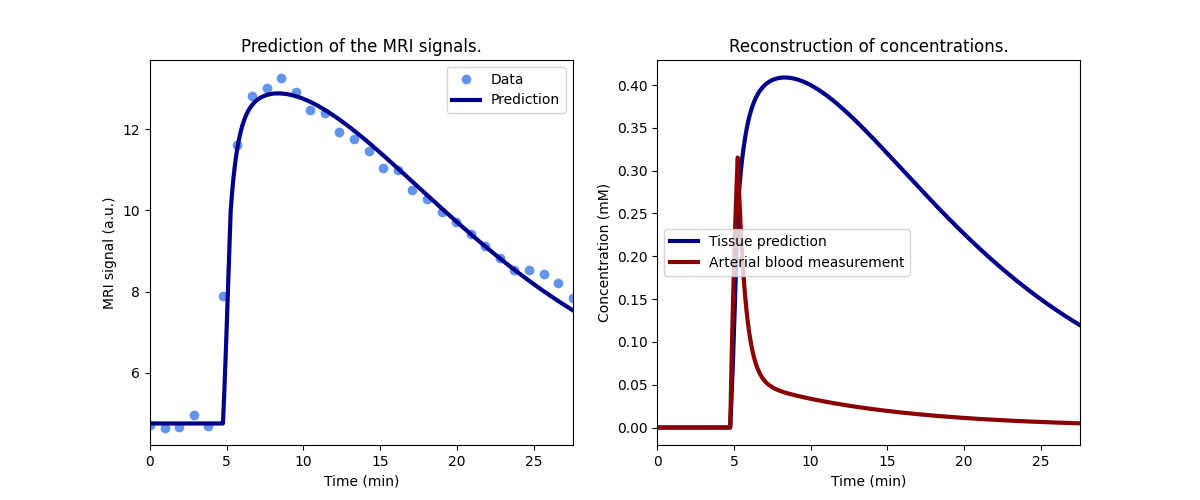 Prediction of the MRI signals.
MRI signal (a.u.)
12
10
8
6
Data
Prediction
0
5
10
15
20
25
Time (min)
Reconstruction of concentrations.
Concentration (mM)
0.40
0.35
0.30
0.25
0.20
0.15
0.10
0.05
0.00
Tissue prediction
Arterial blood measurement
0
5
10
15
20
25
Time (min)